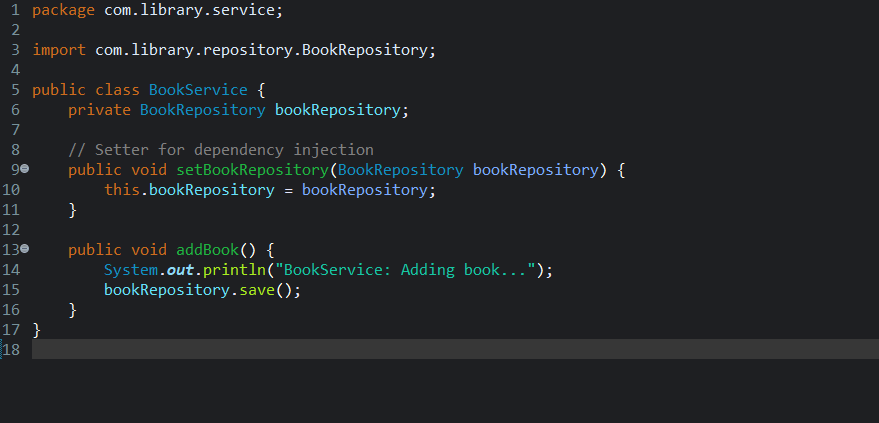 1 package com.library.service;
2
3 import com.library.repository.BookRepository;
4
5 public class BookService {
6     private BookRepository bookRepository;
7
8     // Setter for dependency injection
9     public void setBookRepository(BookRepository bookRepository) {
10         this.bookRepository = bookRepository;
11     }
12
13     public void addBook() {
14         System.out.println("BookService: Adding book...");
15         bookRepository.save();
16     }
17 }
18